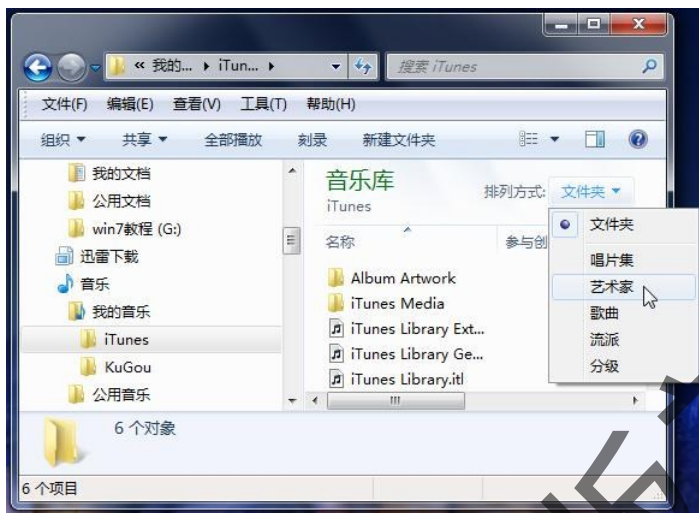 « 我的... ▸ iTun... ▸
搜索 iTunes
文件(F) 编辑(E) 查看(V) 工具(T) 帮助(H)
组织 ▼ 共享 ▼ 全部播放 刻录 新建文件夹
我的文档
公用文档
win7教程 (G:)
迅雷下载
音乐
我的音乐
iTunes
KuGou
公用音乐
音乐库
iTunes
排列方式: 文件夹 ▼
名称 参与创
Album Artwork
iTunes Media
iTunes Library Ext...
iTunes Library Ge...
iTunes Library.itl
文件夹
唱片集
艺术家
歌曲
流派
分级
6 个对象
6 个项目